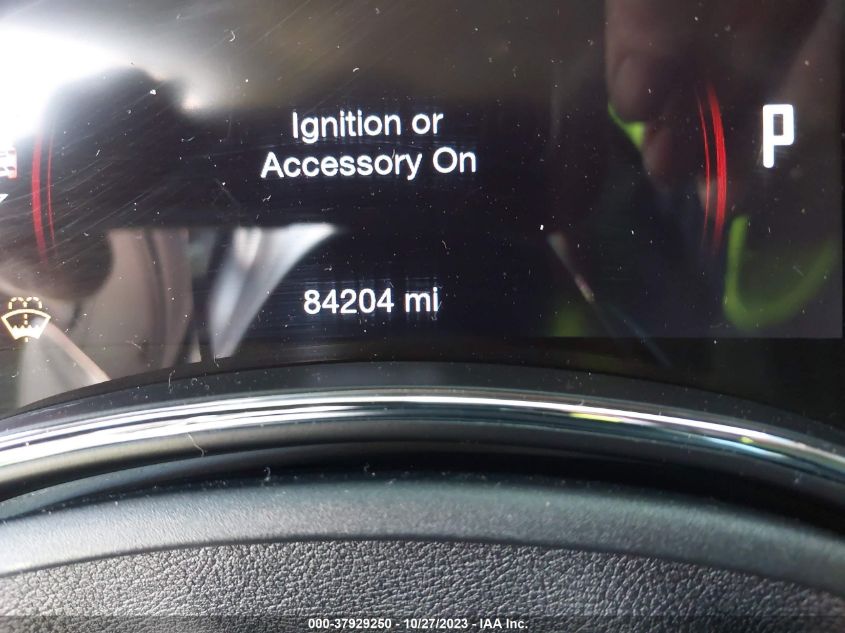 Ignition or
Accessory On
P
84204 mi
000-37929250 - 10/27/2023 - IAA Inc.